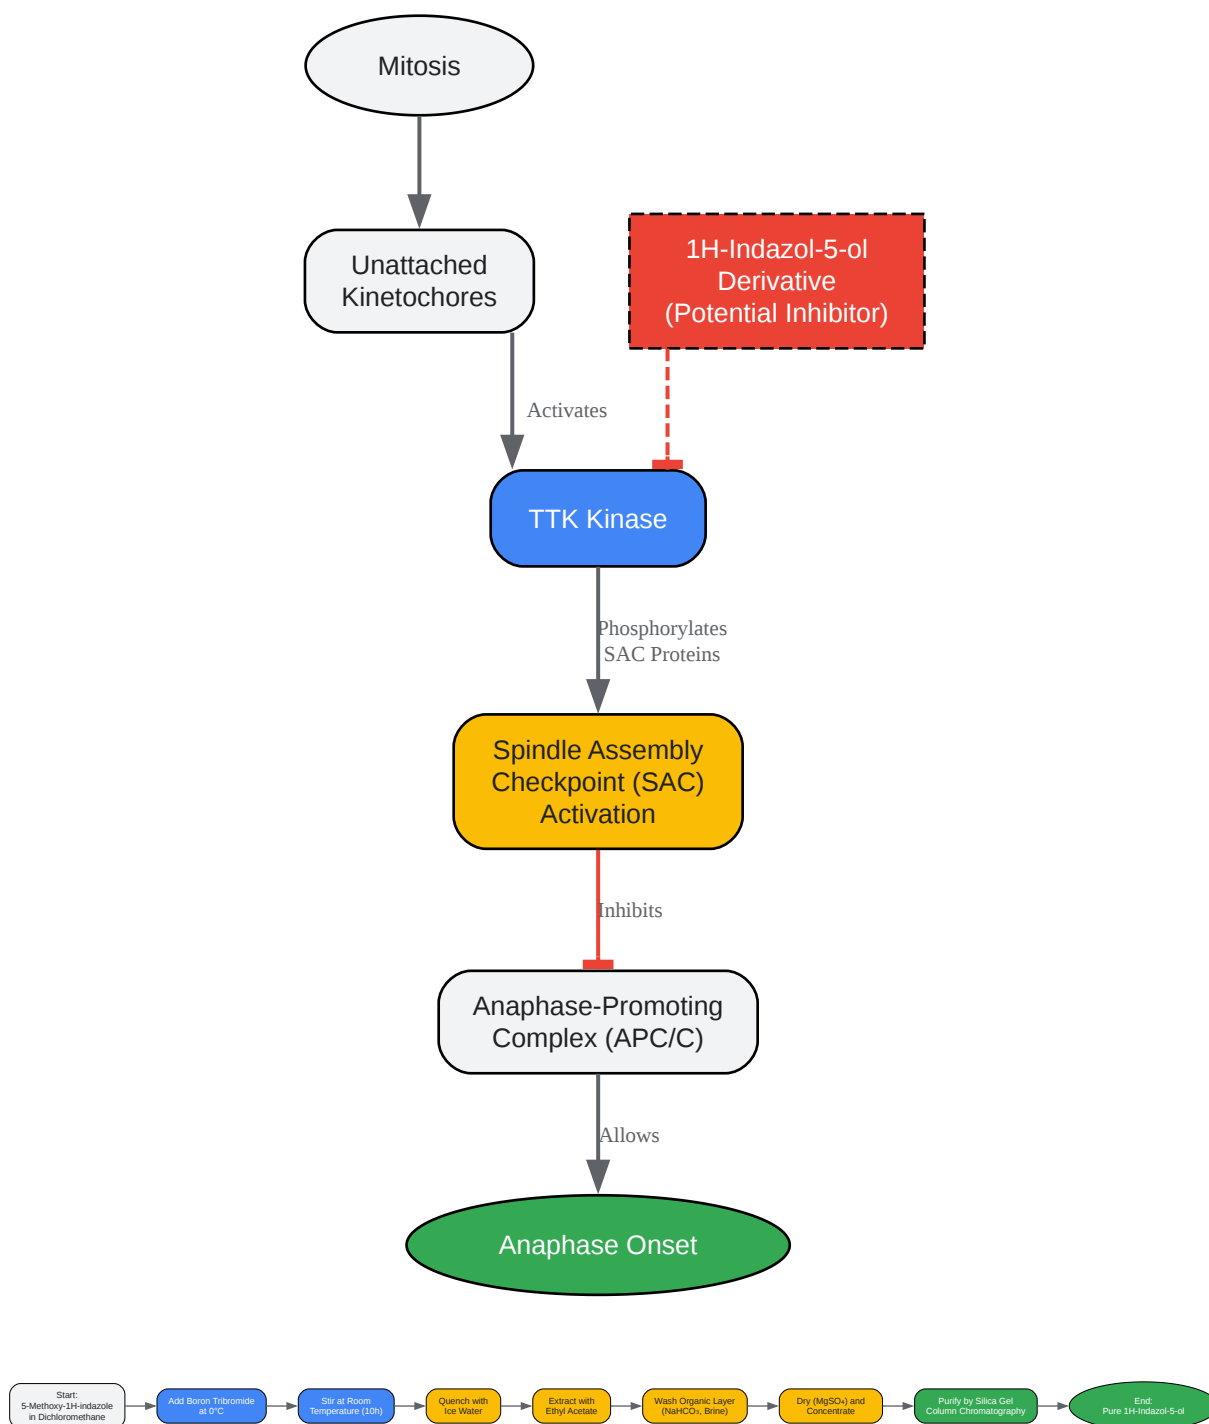 Mitosis
Unattached
Kinetochores
1H-Indazol-5-ol
Derivative
(Potential Inhibitor)
Activates
TTK Kinase
Phosphorylates
SAC Proteins
Spindle Assembly
Checkpoint (SAC)
Activation
Inhibits
Anaphase-Promoting
Complex (APC/C)
Allows
Anaphase Onset
Start:
5-Methoxy-1H-indazole
in Dichloromethane
Add Boron Tribromide
at 0°C
Stir at Room
Temperature (10h)
Quench with
Ice Water
Extract with
Ethyl Acetate
Wash Organic Layer
(NaHCO₃, Brine)
Dry (MgSO₄) and
Concentrate
Purify by Silica Gel
Column Chromatography
End:
Pure 1H-Indazol-5-ol